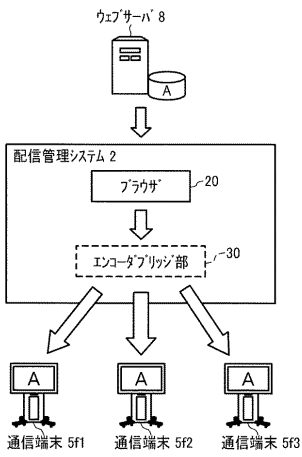 ウェブサーバ 8
A
配信管理システム 2
ブラウザ
20
エンコーダブリッジ部
30
A
A
A
通信端末 5f1
通信端末 5f2
通信端末 5f3